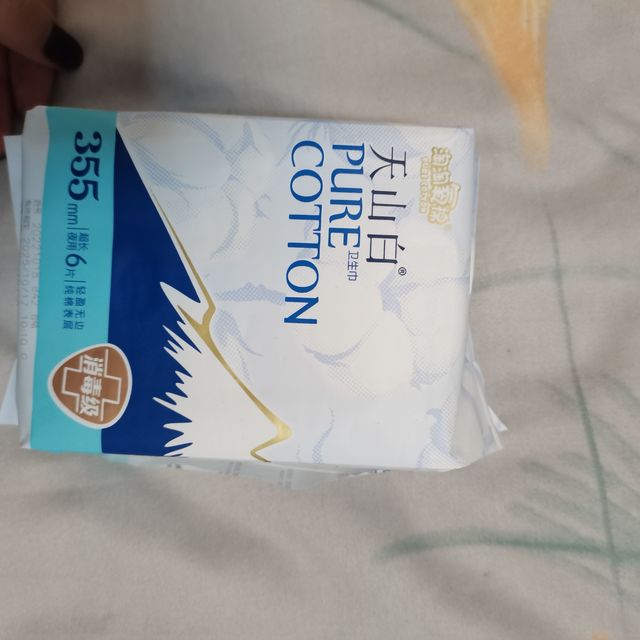 天山白®
PURE
卫生巾
COTTON
355mm
超长
夜用
6片
轻盈无边
纯棉表层
消毒级